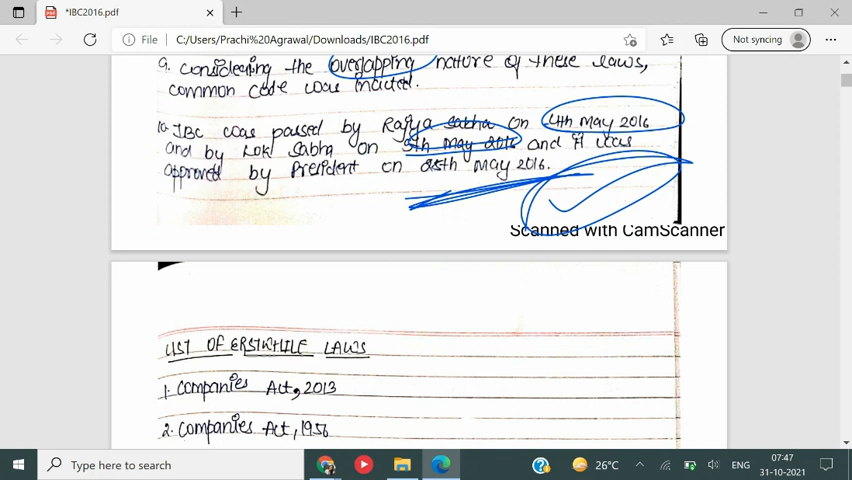 *IBC2016.pdf
File
C:/Users/Prachi%20Agrawal/Downloads/IBC2016.pdf
Not syncing
9. Considering the overlapping nature of these laws,
common code was inacted.
10. IBC was passed by Rajya Sabha on 4th May 2016
and by Lok Sabha on 5th May 2016 and it was
approved by President on 28th May 2016.
Scanned with CamScanner
LIST OF ERSTWHILE LAWS
1. Companies Act, 2013
2. Companies Act, 1956
Type here to search
26°C
ENG
07:47
31-10-2021